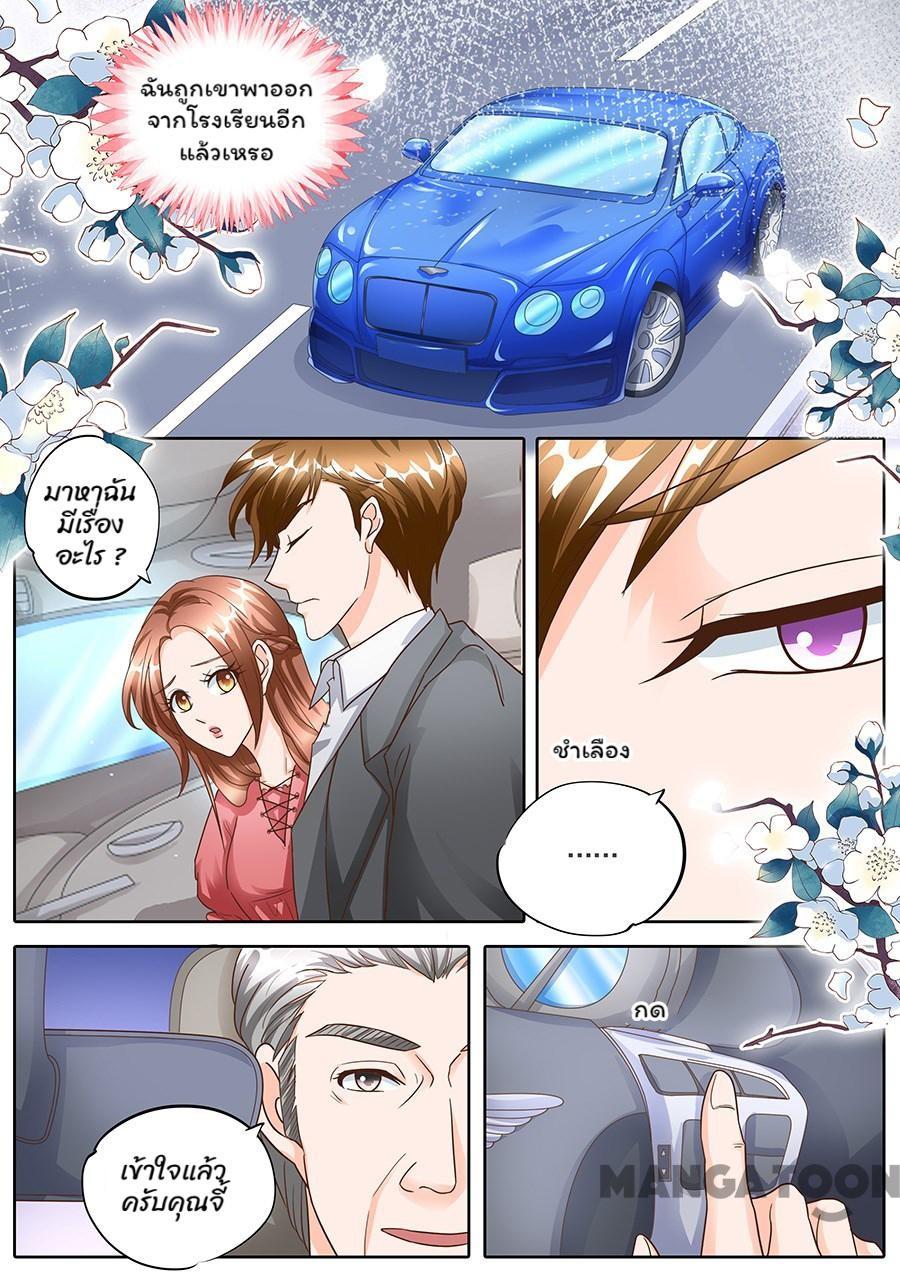 ฉันถูกเขาพาออก
จากโรงเรียนอีก
แล้วเหรอ
มาหาฉัน
มีเรื่อง
อะไร ?
ชำเลือง
......
กด
เข้าใจแล้ว
ครับคุณจี้
MANGATOON